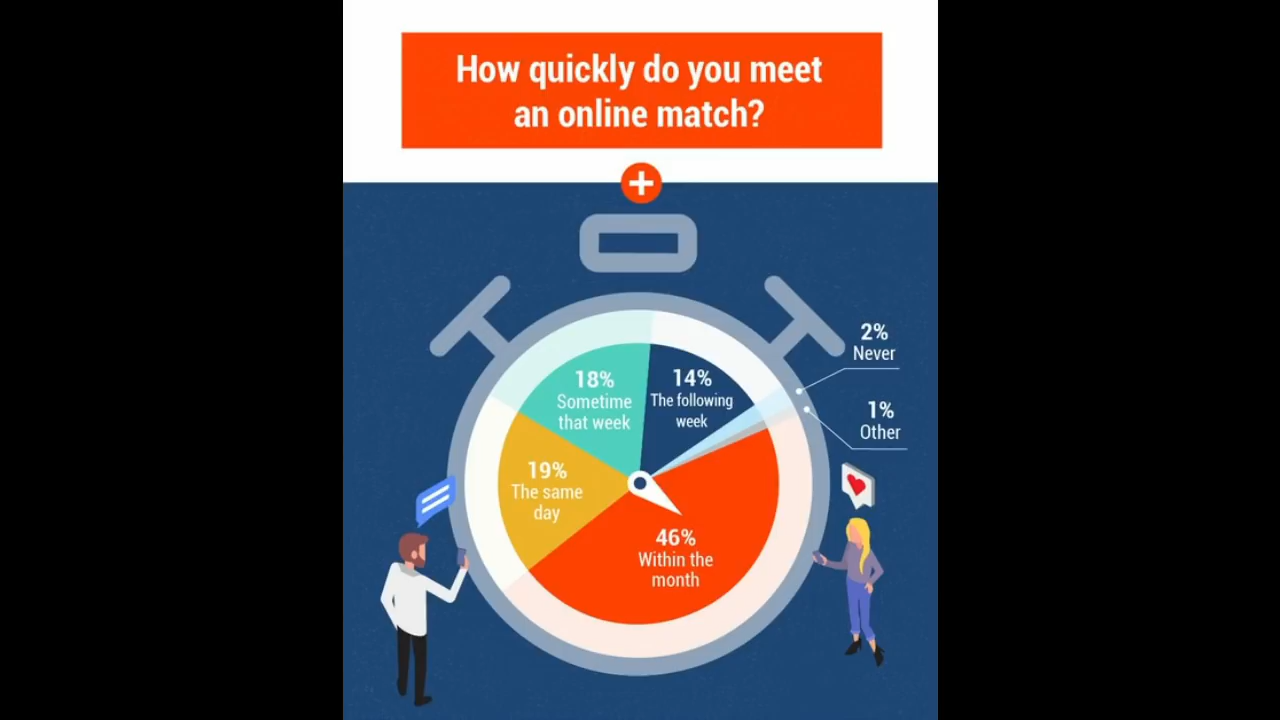 How quickly do you meet
an online match?
2%
Never
18%
Sometime
that week
14%
The following
week
1%
Other
19%
The same
day
46%
Within the
month